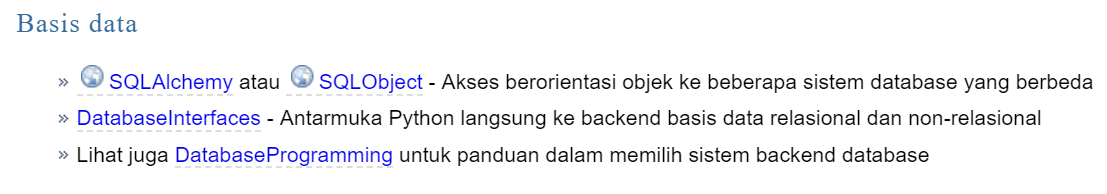 Basis data
» SQLAlchemy atau SQLObject - Akses berorientasi objek ke beberapa sistem database yang berbeda
» DatabaseInterfaces - Antarmuka Python langsung ke backend basis data relasional dan non-relasional
» Lihat juga DatabaseProgramming untuk panduan dalam memilih sistem backend database